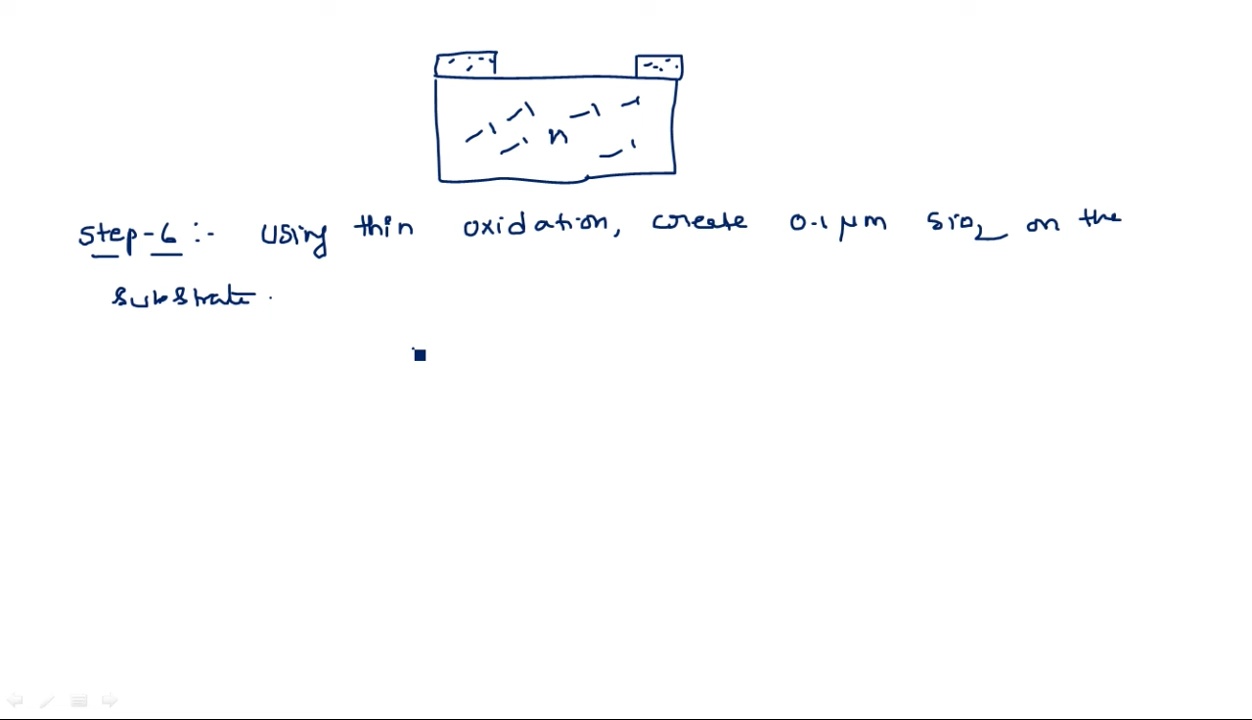 n
Step-6 :- Using thin oxidation, create 0.1 μm SiO2 on the
substrate.